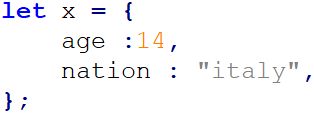 let x = {
    age :14,
    nation : "italy",
};